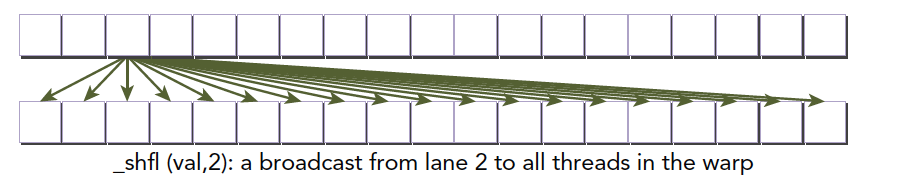 _shfl (val,2): a broadcast from lane 2 to all threads in the warp